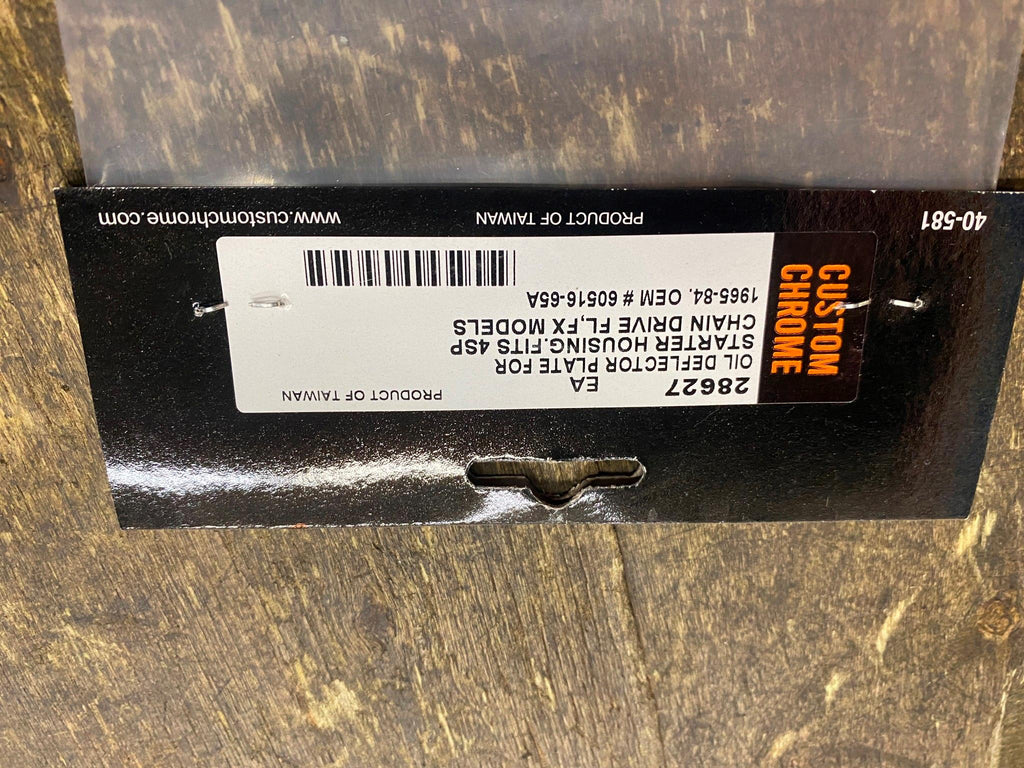 28627 EA PRODUCT OF TAIWAN
OIL DEFLECTOR PLATE FOR
STARTER HOUSING.FITS 4SP
CHAIN DRIVE FL,FX MODELS
1965-84. OEM # 60516-65A
CUSTOM
CHROME
40-581 PRODUCT OF TAIWAN www.customchrome.com